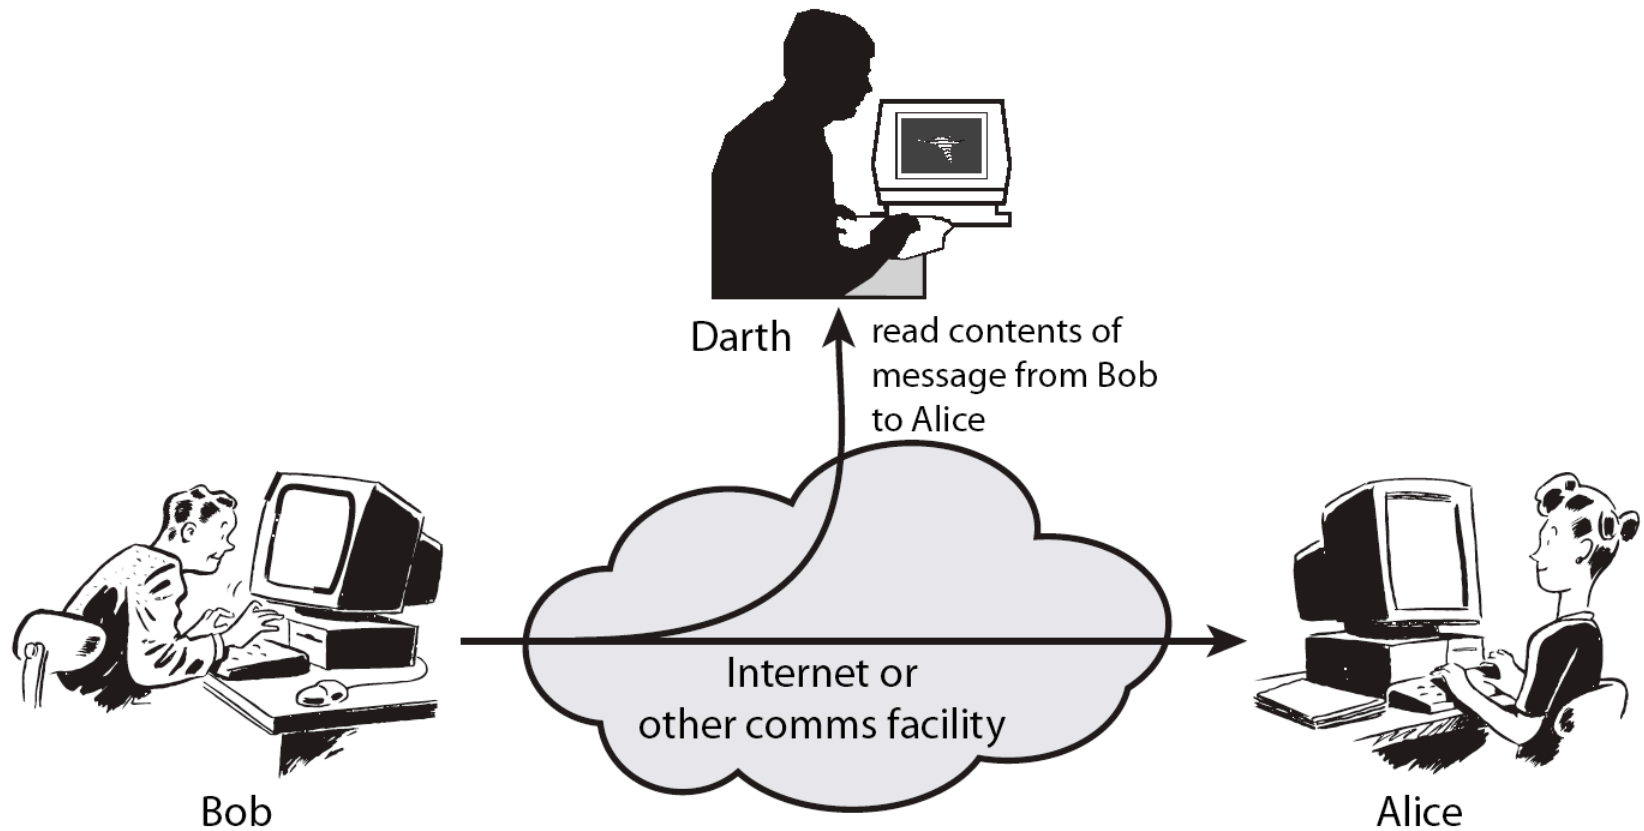 Darth
read contents of
message from Bob
to Alice
Internet or
other comms facility
Bob
Alice